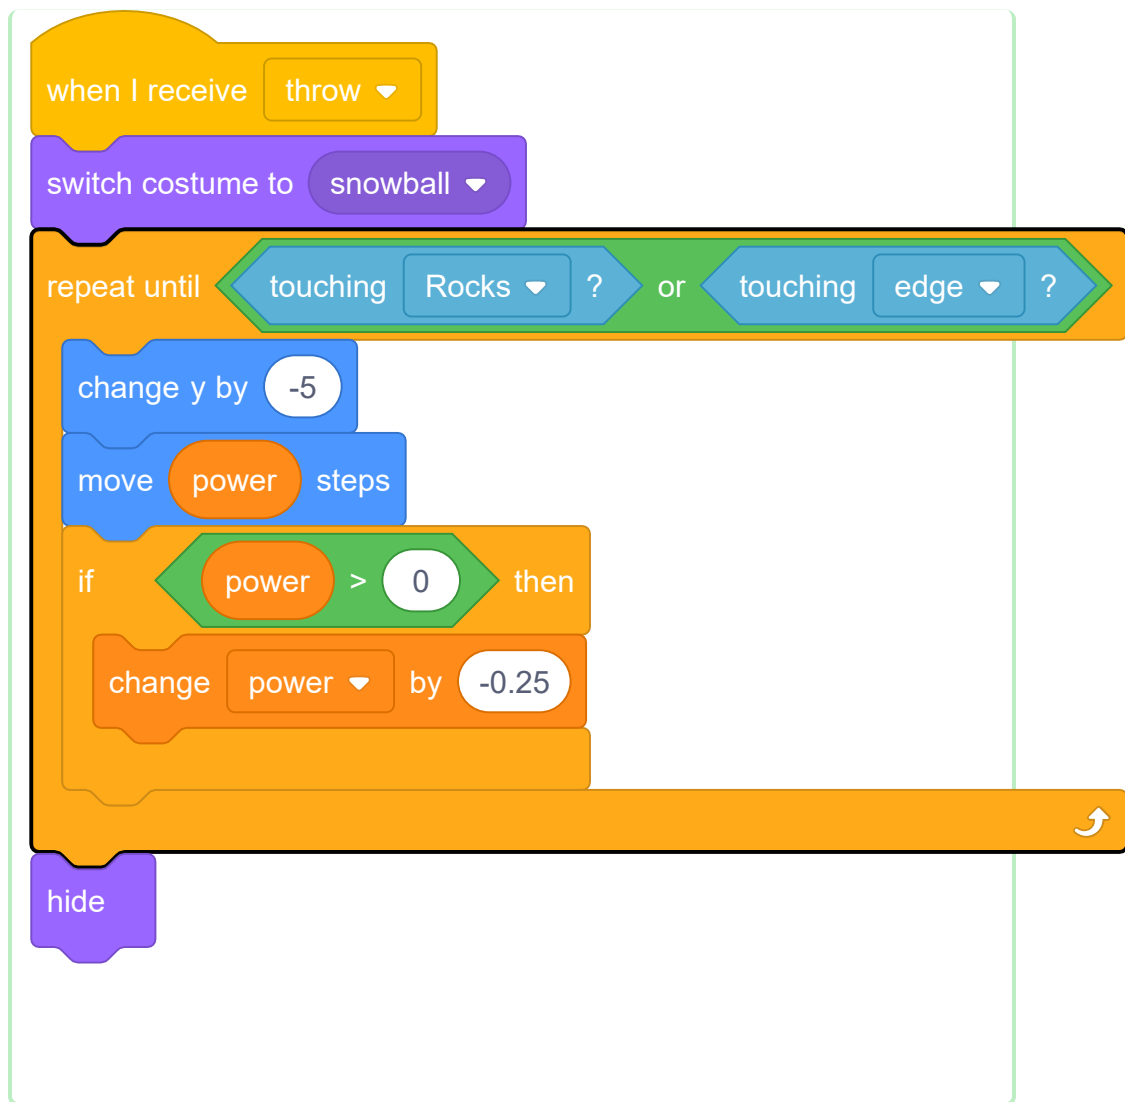 when I receive throw
switch costume to snowball
repeat until touching Rocks ? or touching edge ?
change y by -5
move power steps
if power > 0 then
change power by -0.25
hide